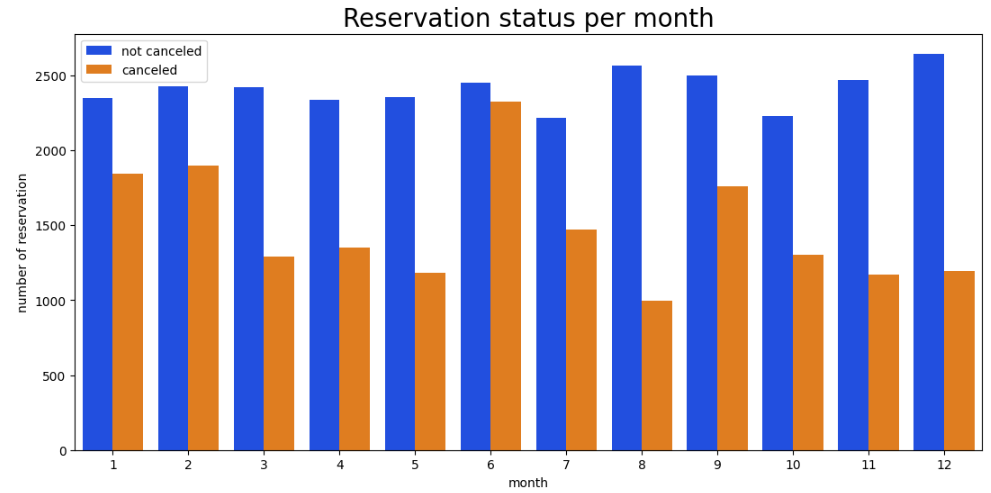 Reservation status per month
not canceled
canceled
number of reservation
2500
2000
1500
1000
500
0
1 2 3 4 5 6 7 8 9 10 11 12
month